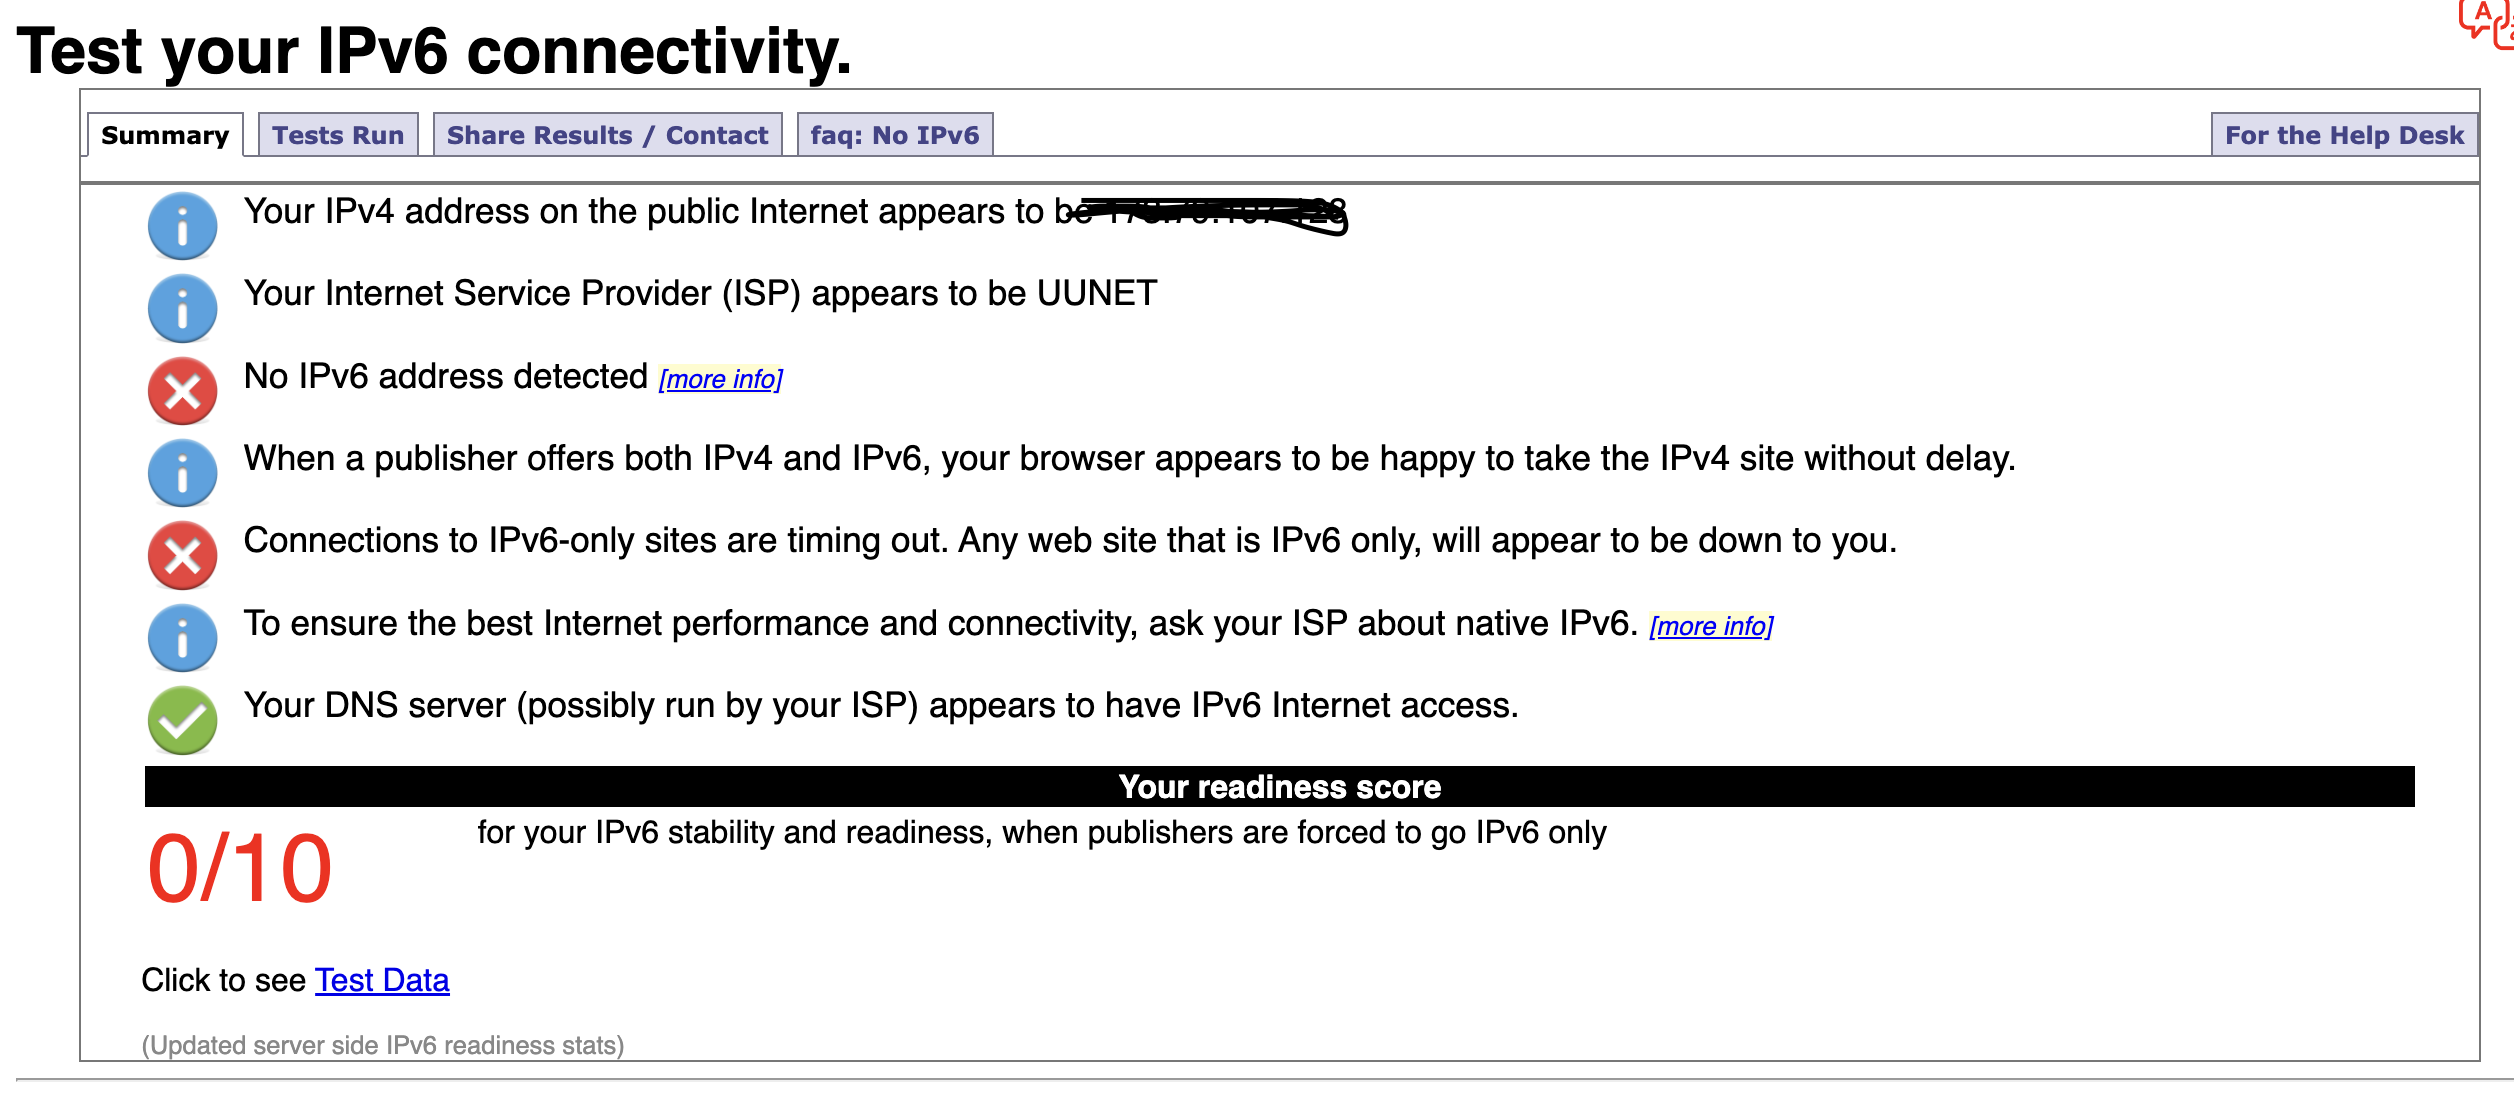 Test your IPv6 connectivity.
Summary
Tests Run
Share Results / Contact
faq: No IPv6
For the Help Desk
Your IPv4 address on the public Internet appears to be
Your Internet Service Provider (ISP) appears to be UUNET
No IPv6 address detected [more info]
When a publisher offers both IPv4 and IPv6, your browser appears to be happy to take the IPv4 site without delay.
Connections to IPv6-only sites are timing out. Any web site that is IPv6 only, will appear to be down to you.
To ensure the best Internet performance and connectivity, ask your ISP about native IPv6. [more info]
Your DNS server (possibly run by your ISP) appears to have IPv6 Internet access.
Your readiness score
0/10
for your IPv6 stability and readiness, when publishers are forced to go IPv6 only
Click to see Test Data
(Updated server side IPv6 readiness stats)